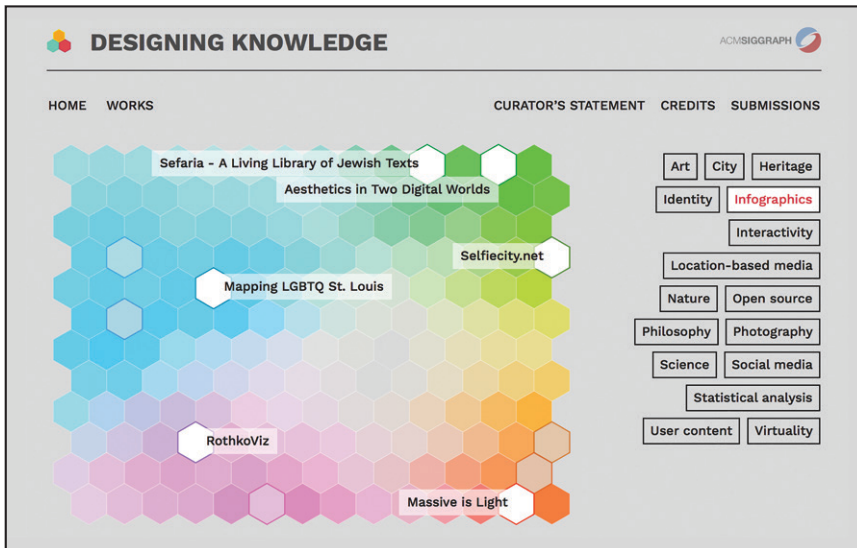 DESIGNING KNOWLEDGE
ACMSIGGRAPH
HOME WORKS CURATOR'S STATEMENT CREDITS SUBMISSIONS
Sefaria - A Living Library of Jewish Texts
Aesthetics in Two Digital Worlds
Selfiecity.net
Mapping LGBTQ St. Louis
RothkoViz
Massive is Light
Art City Heritage
Identity Infographics
Interactivity
Location-based media
Nature Open source
Philosophy Photography
Science Social media
Statistical analysis
User content Virtuality